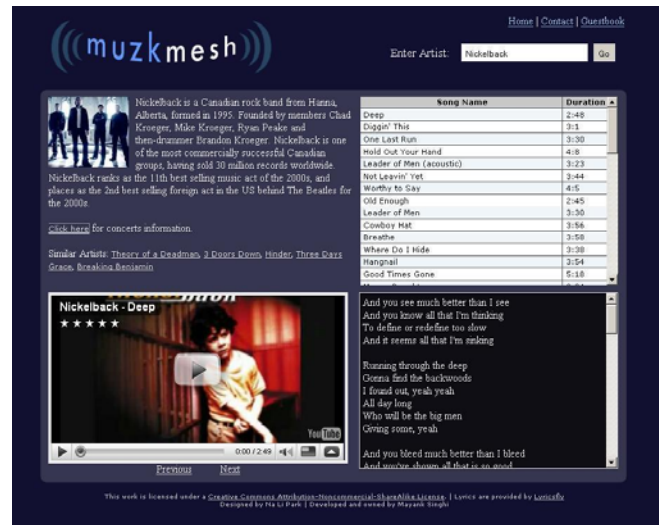 Home | Contact | Guestbook
muzkmesh
Enter Artist: Nickelback Go
Nickelback is a Canadian rock band from Hanna,
Alberta, formed in 1995. Founded by members Chad
Kroeger, Mike Kroeger, Ryan Peake and
then-drummer Brandon Kroeger. Nickelback is one
of the most commercially successful Canadian
groups, having sold 30 million records worldwide.
Nickelback ranks as the 11th best selling music act of the 2000s, and
places as the 2nd best selling foreign act in the US behind The Beatles for
the 2000s.
Click here for concerts information.
Similar Artists: Theory of a Deadman, 3 Doors Down, Hinder, Three Days
Grace, Breaking Benjamin
Song Name Duration
Deep 2:48
Diggin' This 3:1
One Last Run 3:30
Hold Out Your Hand 4:8
Leader of Men (acoustic) 3:23
Not Leavin' Yet 3:44
Worthy to Say 4:5
Old Enough 2:45
Leader of Men 3:30
Cowboy Hat 3:56
Breathe 3:58
Where Do I Hide 3:38
Hangnail 3:54
Good Times Gone 5:18
Nickelback - Deep
YouTube
0:00 / 2:49
Previous Next
And you see much better than I see
And you know all that I'm thinking
To define or redefine too slow
And it seems all that I'm sinking
Running through the deep
Gonna find the backwoods
I found out, yeah yeah
All day long
Who will be the big men
Giving some, yeah
And you bleed much better than I bleed
And you've shown all that is so good
This work is licensed under a Creative Commons Attribution-Noncommercial-ShareAlike License. | Lyrics are provided by Lyricsfly
Designed by Na Li Park | Developed and owned by Mayank Singhi